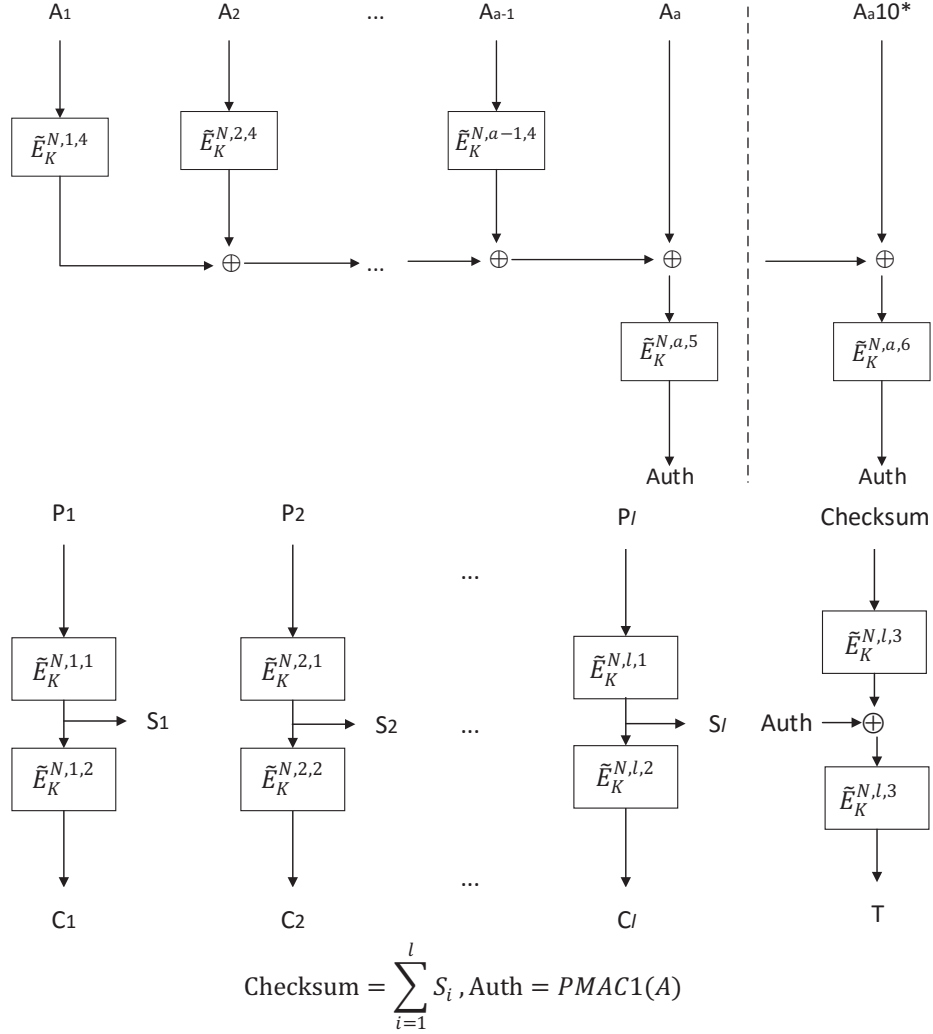 A1 A2 ... Aa-1 Aa Aa10*
Ẽ_K^{N,1,4} Ẽ_K^{N,2,4} Ẽ_K^{N,a−1,4}
⊕ ... ⊕ ⊕ ⊕
Ẽ_K^{N,a,5} Ẽ_K^{N,a,6}
Auth Auth
P1 P2 Pl Checksum
...
Ẽ_K^{N,1,1} Ẽ_K^{N,2,1} Ẽ_K^{N,l,1} Ẽ_K^{N,l,3}
S1 S2 ... Sl Auth ⊕
Ẽ_K^{N,1,2} Ẽ_K^{N,2,2} Ẽ_K^{N,l,2} Ẽ_K^{N,l,3}
...
C1 C2 Cl T
Checksum = ∑_{i=1}^{l} S_i , Auth = PMAC1(A)